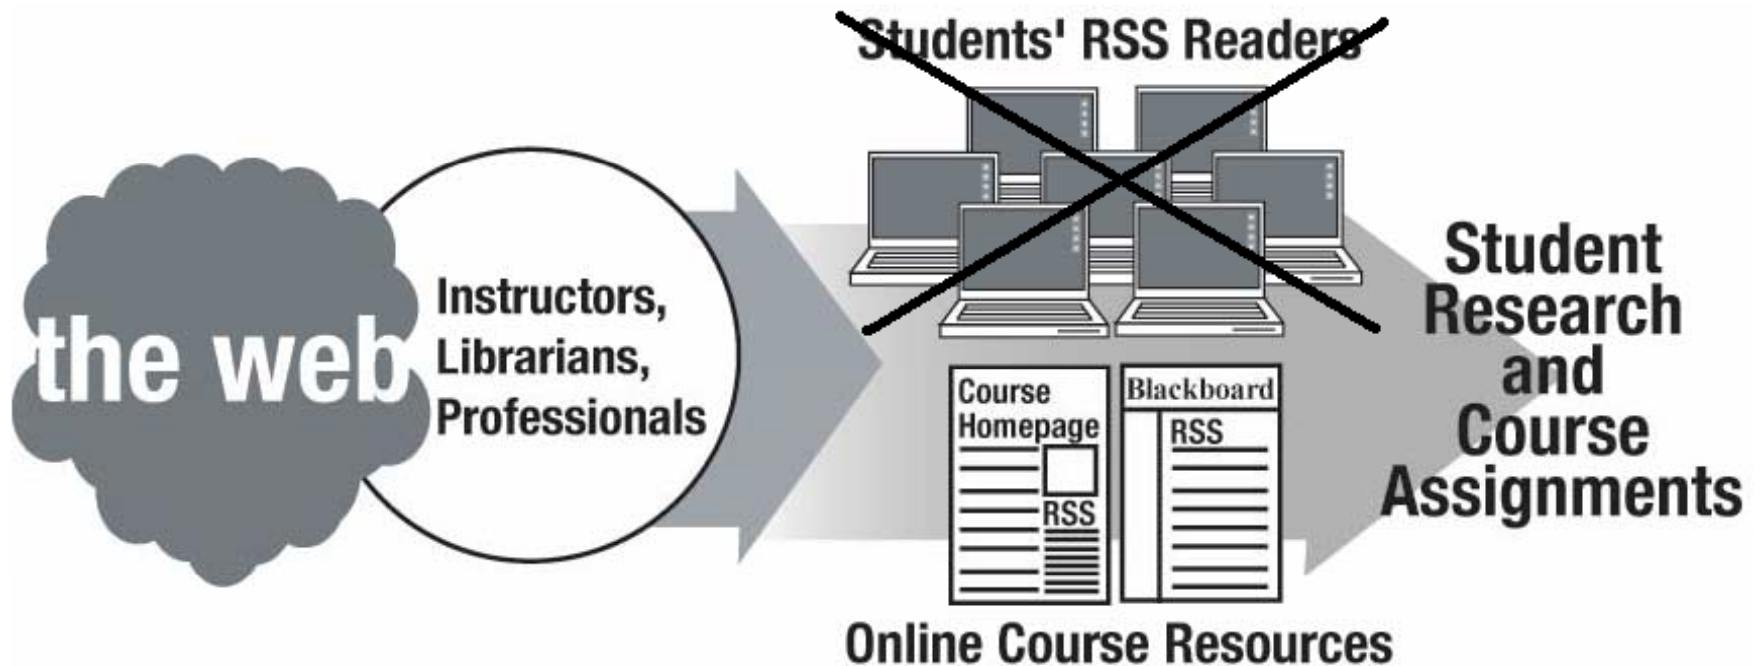 the web
Instructors,
Librarians,
Professionals
Students' RSS Readers
Course
Homepage
RSS
Blackboard
RSS
Online Course Resources
Student
Research
and
Course
Assignments